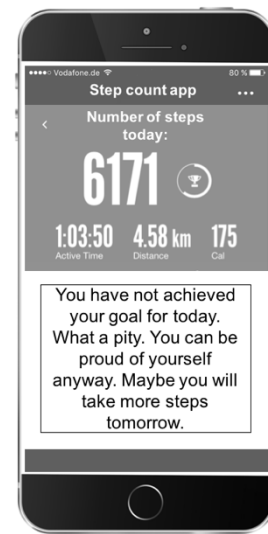 Vodafone.de 80 %
Step count app
Number of steps
today:
6171
1:03:50 4.58 km 175
Active Time Distance Cal
You have not achieved
your goal for today.
What a pity. You can be
proud of yourself
anyway. Maybe you will
take more steps
tomorrow.